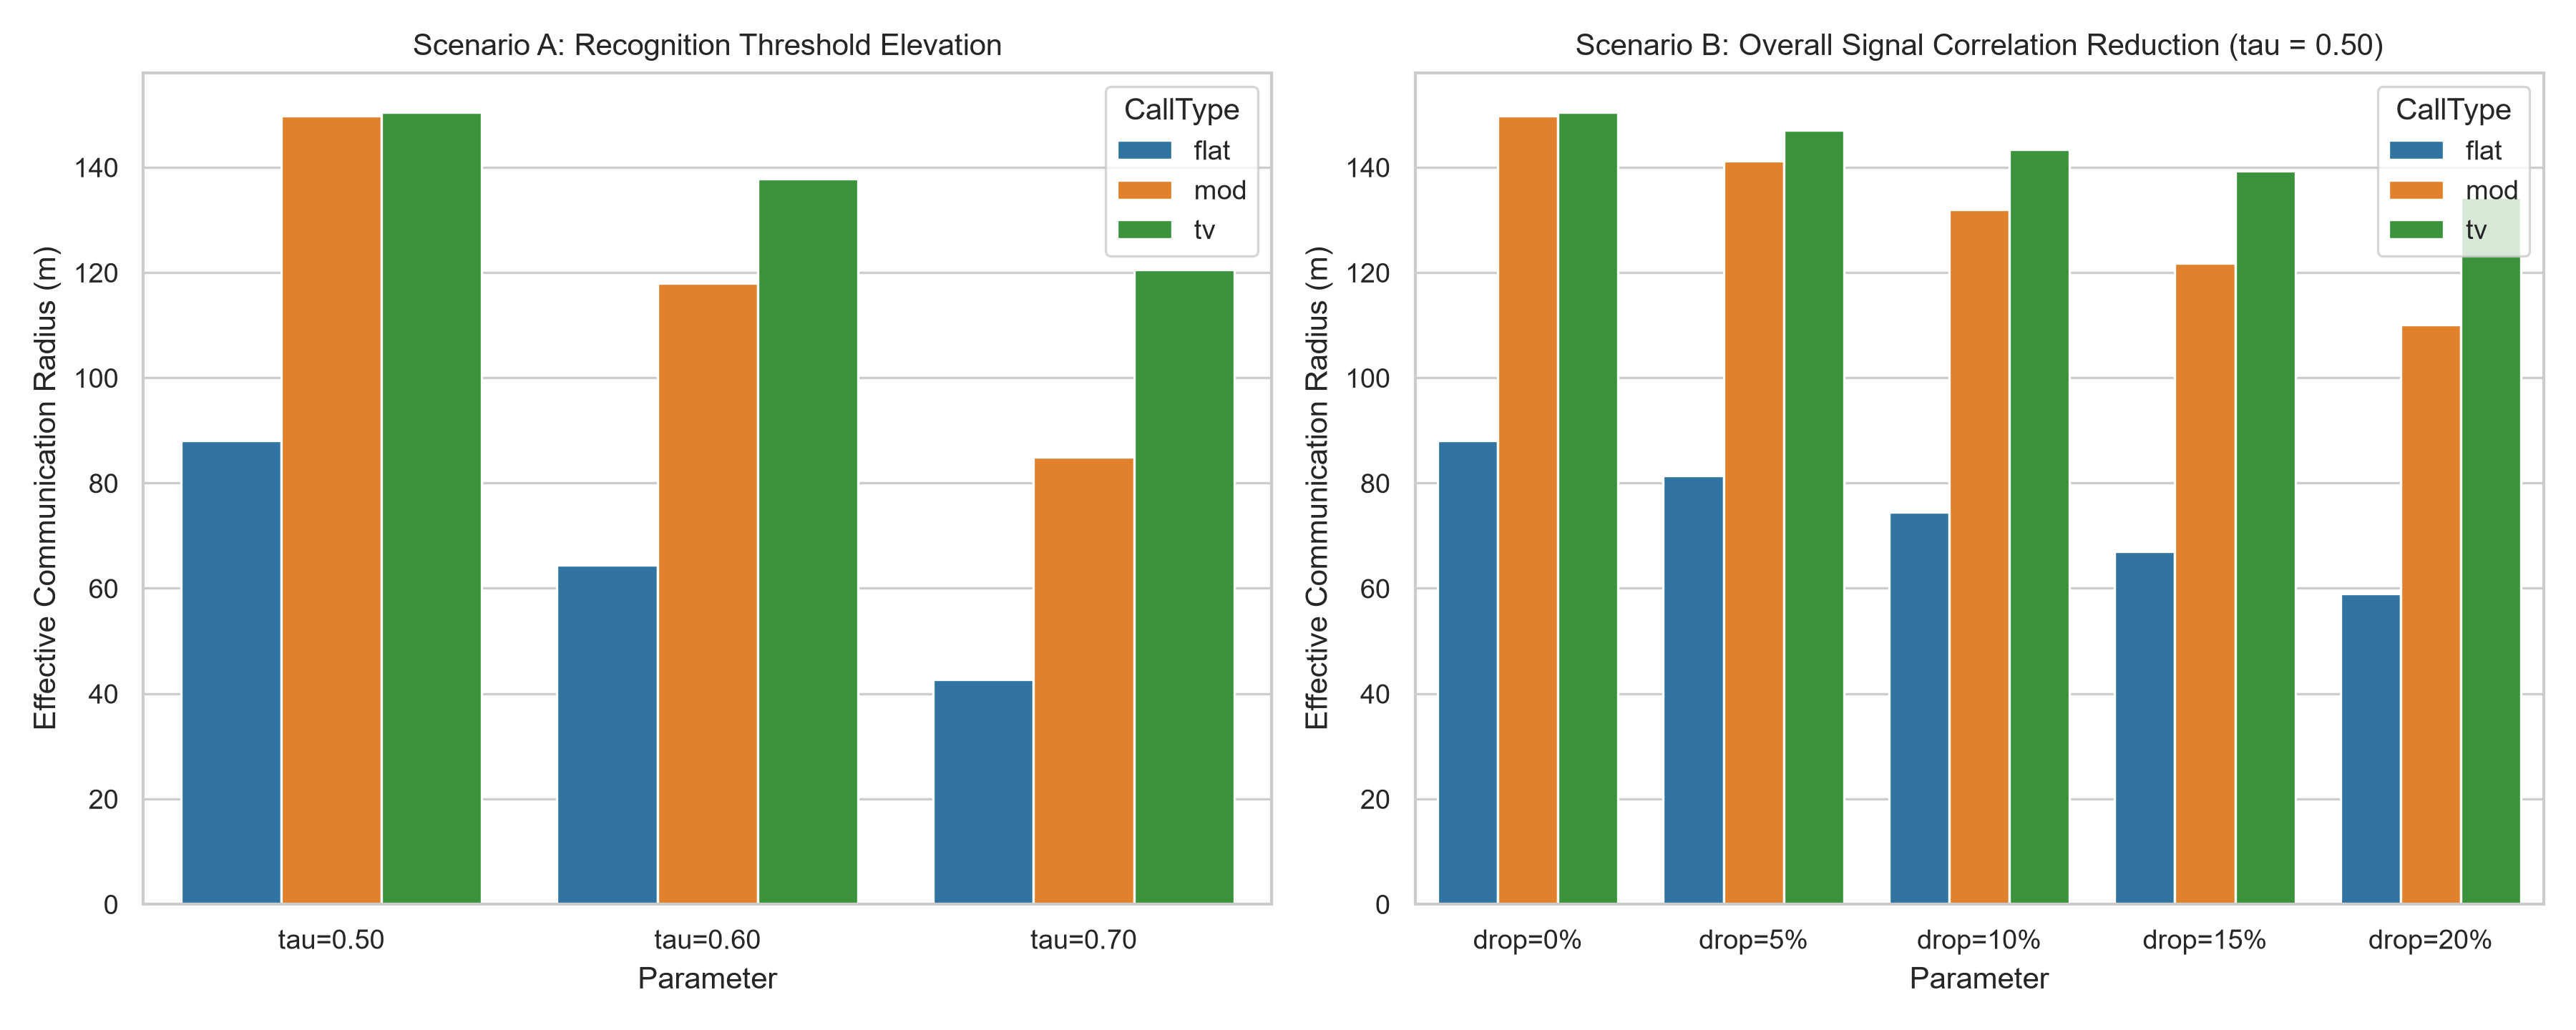 Scenario A: Recognition Threshold Elevation
Effective Communication Radius (m)
140
120
100
80
60
40
20
0
CallType
flat
mod
tv
tau=0.50
tau=0.60
tau=0.70
Parameter
Scenario B: Overall Signal Correlation Reduction (tau = 0.50)
Effective Communication Radius (m)
140
120
100
80
60
40
20
0
CallType
flat
mod
tv
drop=0%
drop=5%
drop=10%
drop=15%
drop=20%
Parameter